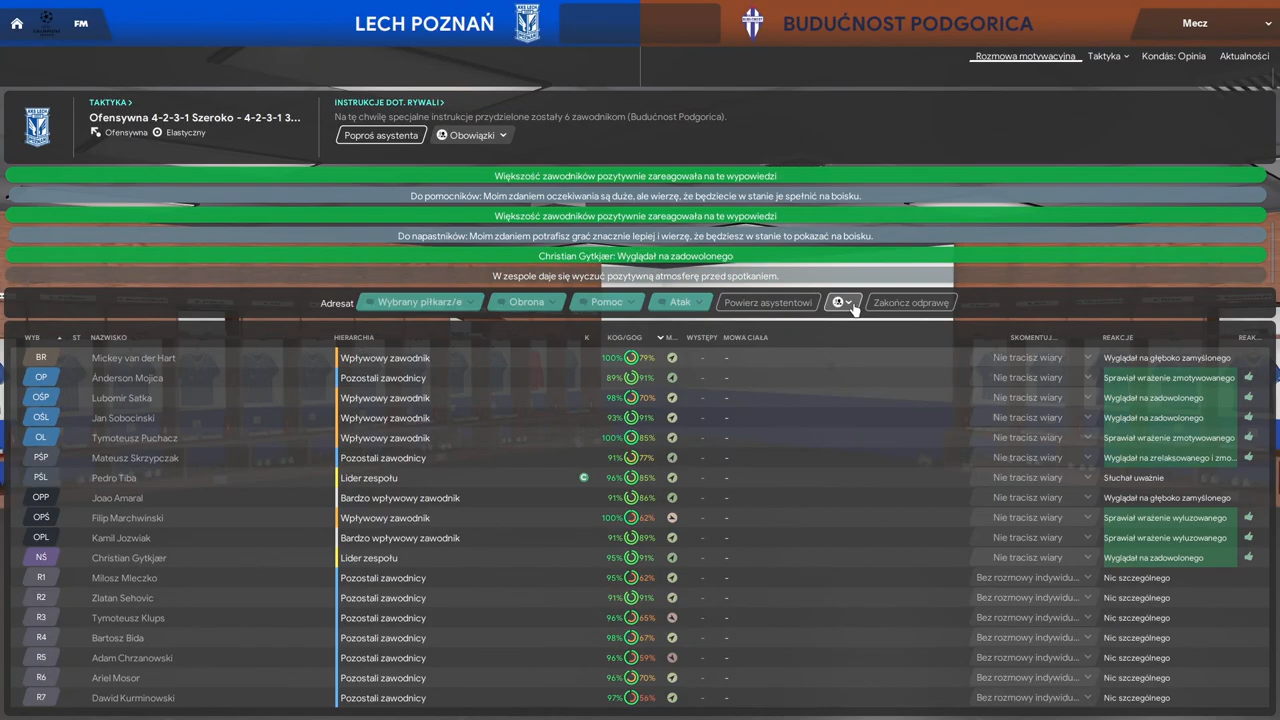 FM
LECH POZNAŃ
BUDUĆNOST PODGORICA
Mecz
Rozmowa motywacyjna
Taktyka
Kondás: Opinia
Aktualności
TAKTYKA
Ofensywna 4-2-3-1 Szeroko - 4-2-3-1 3...
Ofensywna
Elastyczny
INSTRUKCJE DOT. RYWALI
Na tę chwilę specjalne instrukcje przydzielone zostały 6 zawodnikom (Budućnost Podgorica).
Poproś asystenta
Obowiązki
Większość zawodników pozytywnie zareagowała na te wypowiedzi
Do pomocników: Moim zdaniem oczekiwania są duże, ale wierzę, że będziecie w stanie je spełnić na boisku.
Większość zawodników pozytywnie zareagowała na te wypowiedzi
Do napastników: Moim zdaniem potrafisz grać znacznie lepiej i wierzę, że będziesz w stanie to pokazać na boisku.
Christian Gytkjær: Wyglądał na zadowolonego
W zespole daje się wyczuć pozytywną atmosferę przed spotkaniem.
Adresat
Wybrany piłkarz/e
Obrona
Pomoc
Atak
Powierz asystentowi
Zakończ odprawę
WYB ST NAZWISKO HIERARCHIA K KOG/GOG M... WYSTĘPY MOWA CIAŁA SKOMENTUJ... REAKCJE REAK...
BR Mickey van der Hart Wpływowy zawodnik 100% 79% - - Nie tracisz wiary Wyglądał na głęboko zamyślonego
OP Anderson Mojica Pozostali zawodnicy 89% 91% - - Nie tracisz wiary Sprawiał wrażenie zmotywowanego
OŚP Lubomir Satka Wpływowy zawodnik 98% 70% - - Nie tracisz wiary Wyglądał na zadowolonego
OŚL Jan Sobocinski Wpływowy zawodnik 93% 91% - - Nie tracisz wiary Wyglądał na zadowolonego
OL Tymoteusz Puchacz Wpływowy zawodnik 100% 85% - - Nie tracisz wiary Sprawiał wrażenie zmotywowanego
PŚP Mateusz Skrzypczak Pozostali zawodnicy 91% 77% - - Nie tracisz wiary Wyglądał na zrelaksowanego i zmo...
PŚL Pedro Tiba Lider zespołu C 96% 85% - - Nie tracisz wiary Słuchał uważnie
OPP Joao Amaral Bardzo wpływowy zawodnik 91% 86% - - Nie tracisz wiary Wyglądał na głęboko zamyślonego
OPŚ Filip Marchwinski Wpływowy zawodnik 100% 62% - - Nie tracisz wiary Sprawiał wrażenie wyluzowanego
OPL Kamil Jozwiak Bardzo wpływowy zawodnik 91% 89% - - Nie tracisz wiary Sprawiał wrażenie wyluzowanego
NŚ Christian Gytkjær Lider zespołu 95% 91% - - Nie tracisz wiary Wyglądał na zadowolonego
R1 Milosz Mleczko Pozostali zawodnicy 95% 62% - - Bez rozmowy indywidu... Nic szczególnego
R2 Zlatan Sehovic Pozostali zawodnicy 91% 91% - - Bez rozmowy indywidu... Nic szczególnego
R3 Tymoteusz Klups Pozostali zawodnicy 96% 65% - - Bez rozmowy indywidu... Nic szczególnego
R4 Bartosz Bida Pozostali zawodnicy 98% 67% - - Bez rozmowy indywidu... Nic szczególnego
R5 Adam Chrzanowski Pozostali zawodnicy 96% 59% - - Bez rozmowy indywidu... Nic szczególnego
R6 Ariel Mosor Pozostali zawodnicy 96% 70% - - Bez rozmowy indywidu... Nic szczególnego
R7 Dawid Kurminowski Pozostali zawodnicy 97% 56% - - Bez rozmowy indywidu... Nic szczególnego